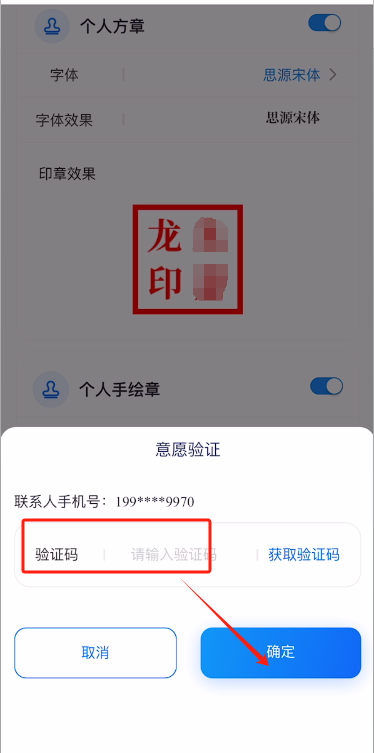 个人方章
字体 思源宋体
字体效果 思源宋体
印章效果
龙
印
个人手绘章
意愿验证
联系人手机号：199****9970
验证码 请输入验证码 获取验证码
取消 确定